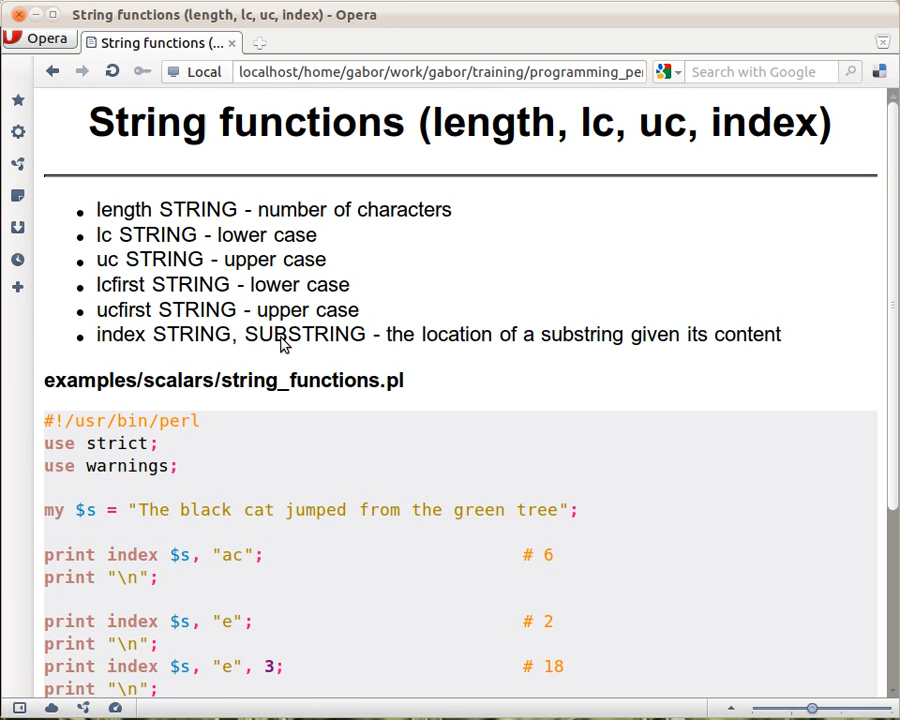 String functions (length, lc, uc, index) - Opera
Opera
String functions (...
Local
localhost/home/gabor/work/gabor/training/programming_pe
Search with Google
String functions (length, lc, uc, index)
length STRING - number of characters
lc STRING - lower case
uc STRING - upper case
lcfirst STRING - lower case
ucfirst STRING - upper case
index STRING, SUBSTRING - the location of a substring given its content
examples/scalars/string_functions.pl
#!/usr/bin/perl
use strict;
use warnings;
my $s = "The black cat jumped from the green tree";
print index $s, "ac"; # 6
print "\n";
print index $s, "e"; # 2
print "\n";
print index $s, "e", 3; # 18
print "\n";